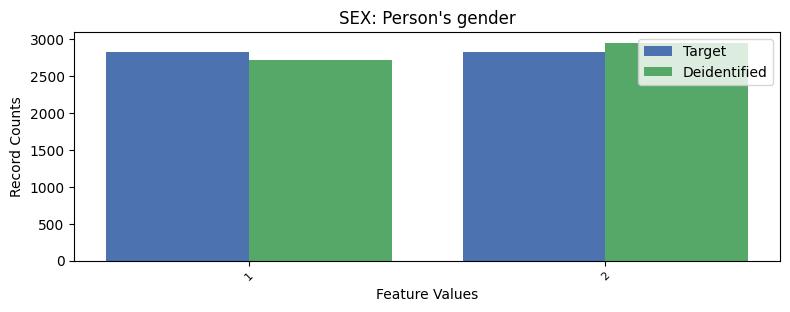 SEX: Person's gender
3000
2500
2000
1500
1000
500
0
Record Counts
Target
Deidentified
1
2
Feature Values